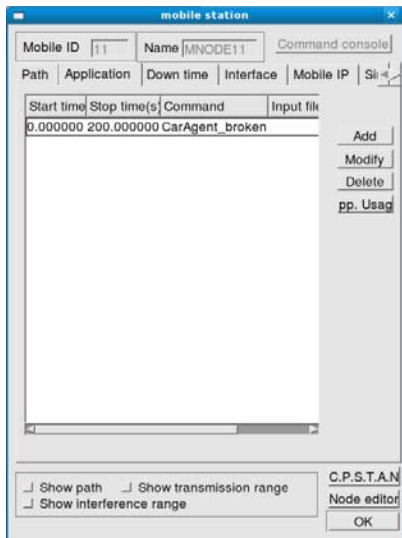 mobile station
Mobile ID 11 Name MNODE11 Command console
Path Application Down time Interface Mobile IP
Start time Stop time(s) Command Input file
0.000000 200.000000 CarAgent_broken
Add
Modify
Delete
pp. Usag
Show path Show transmission range
Show interference range
C.P.S.T.A.N
Node editor
OK